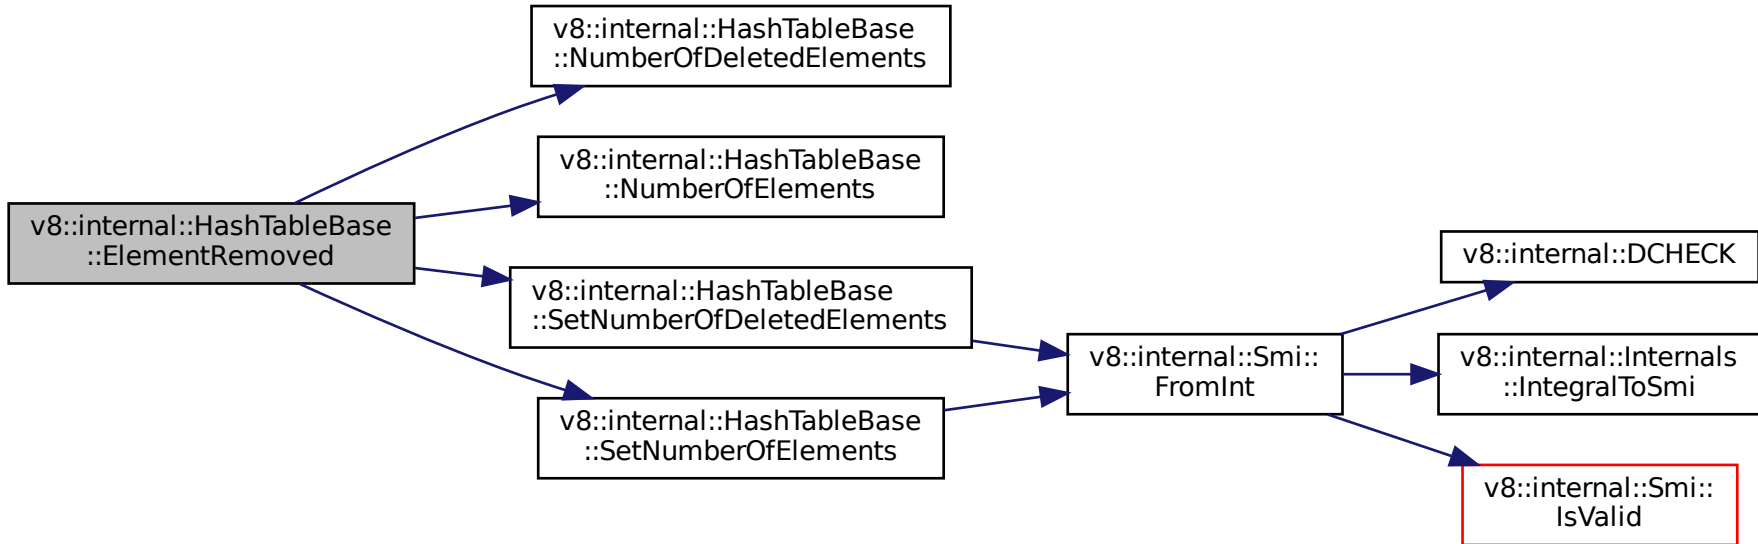 v8::internal::HashTableBase
::NumberOfDeletedElements
v8::internal::HashTableBase
::NumberOfElements
v8::internal::HashTableBase
::ElementRemoved
v8::internal::HashTableBase
::SetNumberOfDeletedElements
v8::internal::HashTableBase
::SetNumberOfElements
v8::internal::Smi::
FromInt
v8::internal::DCHECK
v8::internal::Internals
::IntegralToSmi
v8::internal::Smi::
IsValid